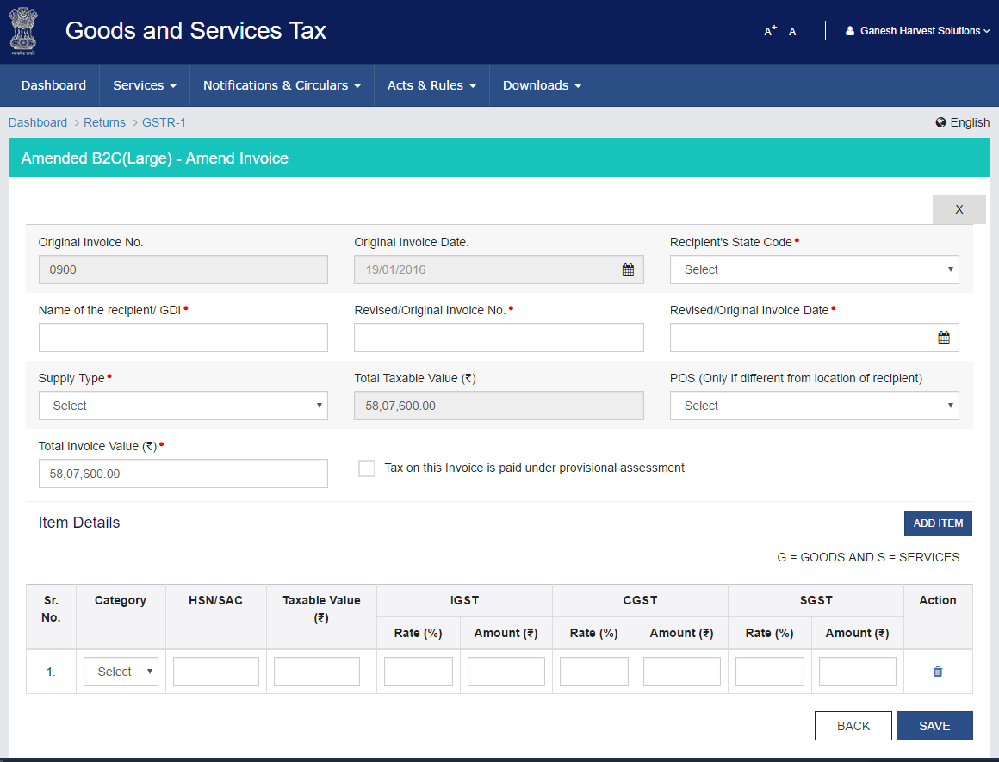 Goods and Services Tax
A+ A-
Ganesh Harvest Solutions
Dashboard Services Notifications & Circulars Acts & Rules Downloads
Dashboard > Returns > GSTR-1
English
Amended B2C(Large) - Amend Invoice
X
Original Invoice No. Original Invoice Date. Recipient's State Code•
0900 19/01/2016 Select
Name of the recipient/ GDI• Revised/Original Invoice No.• Revised/Original Invoice Date•
Supply Type• Total Taxable Value (₹) POS (Only if different from location of recipient)
Select 58,07,600.00 Select
Total Invoice Value (₹)•
58,07,600.00
Tax on this Invoice is paid under provisional assessment
Item Details
ADD ITEM
G = GOODS AND S = SERVICES
Sr. No. Category HSN/SAC Taxable Value (₹) IGST CGST SGST Action
Rate (%) Amount (₹) Rate (%) Amount (₹) Rate (%) Amount (₹)
1. Select
BACK SAVE